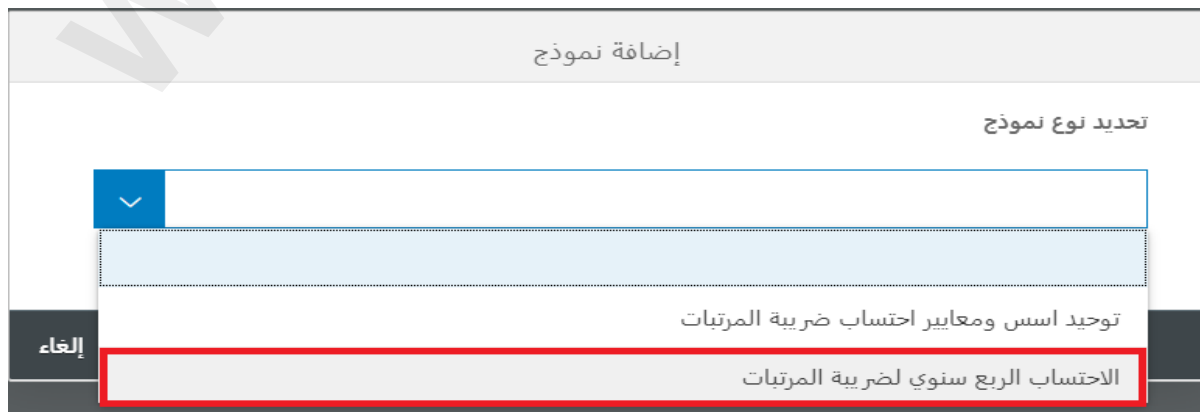 إضافة نموذج
تحديد نوع نموذج
توحيد اسس ومعايير احتساب ضريبة المرتبات
إلغاء
الاحتساب الربع سنوي لضريبة المرتبات